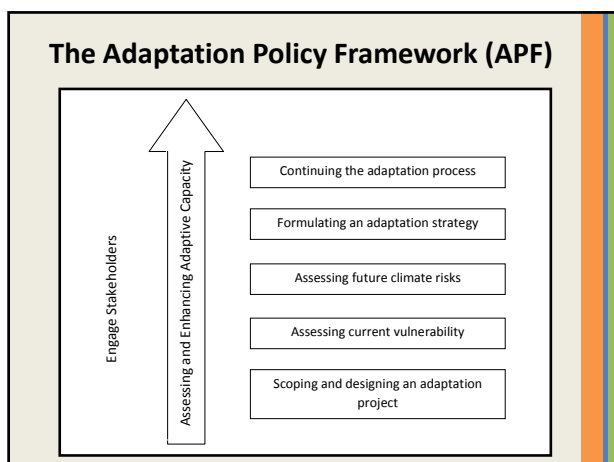 The Adaptation Policy Framework (APF)
Engage Stakeholders
Assessing and Enhancing Adaptive Capacity
Continuing the adaptation process
Formulating an adaptation strategy
Assessing future climate risks
Assessing current vulnerability
Scoping and designing an adaptation
project